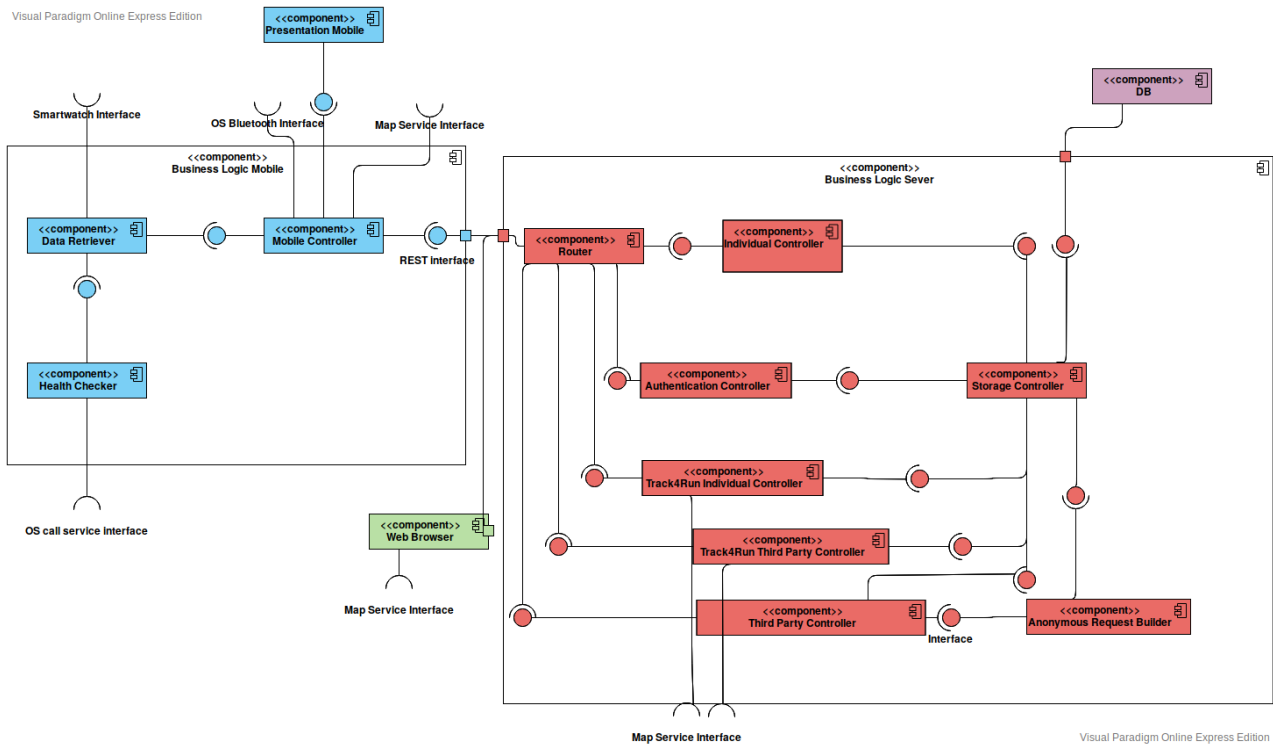 Visual Paradigm Online Express Edition
<<component>>
Presentation Mobile
<<component>>
DB
Smartwatch Interface
OS Bluetooth Interface
Map Service Interface
<<component>>
Business Logic Mobile
<<component>>
Business Logic Sever
<<component>>
Data Retriever
<<component>>
Mobile Controller
REST interface
<<component>>
Router
<<component>>
Individual Controller
<<component>>
Health Checker
<<component>>
Authentication Controller
<<component>>
Storage Controller
<<component>>
Track4Run Individual Controller
OS call service Interface
<<component>>
Web Browser
<<component>>
Track4Run Third Party Controller
Map Service Interface
<<component>>
Third Party Controller
Interface
<<component>>
Anonymous Request Builder
Map Service Interface
Visual Paradigm Online Express Edition